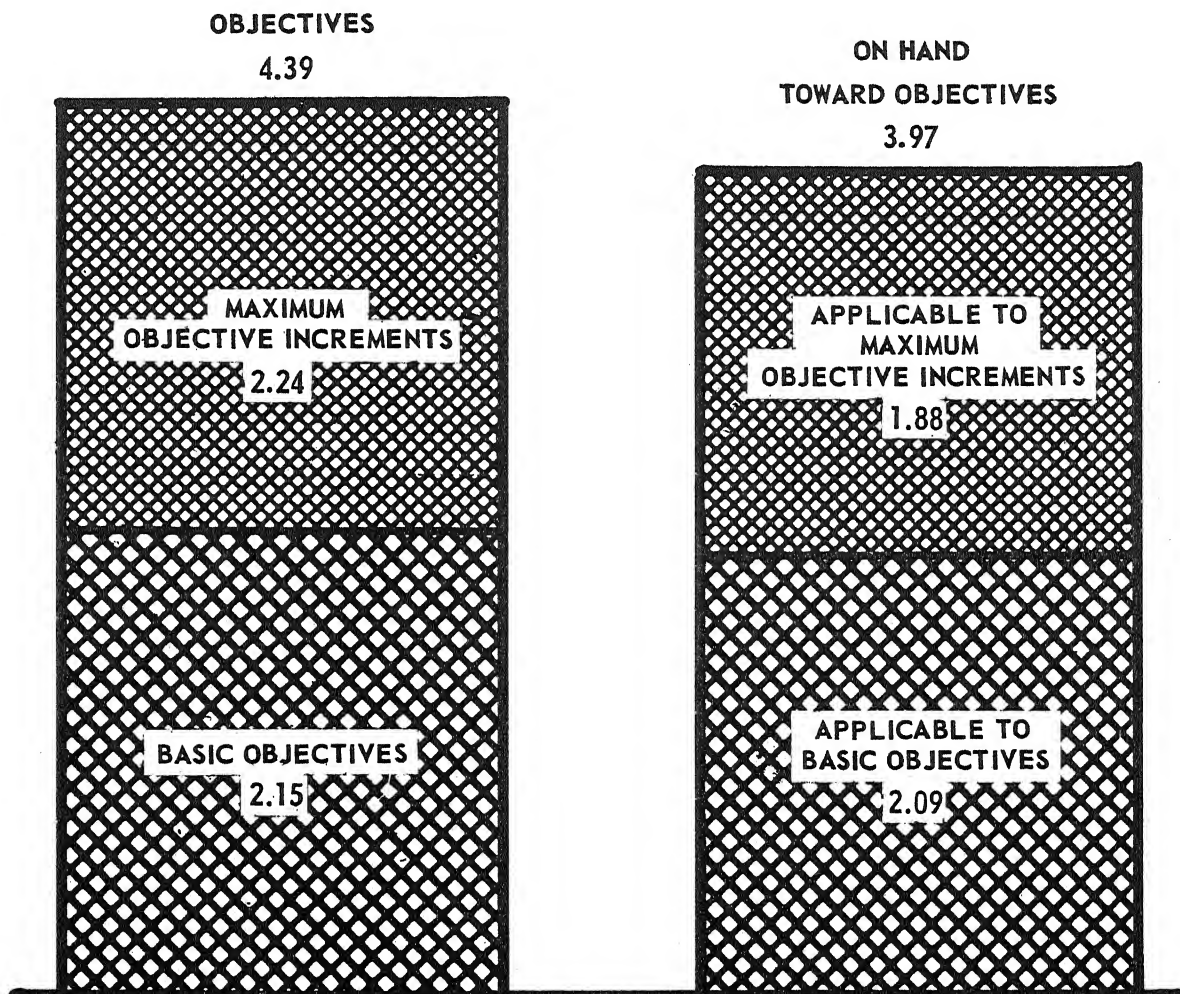 OBJECTIVES
4.39
MAXIMUM
OBJECTIVE INCREMENTS
2.24
BASIC OBJECTIVES
2.15
ON HAND
TOWARD OBJECTIVES
3.97
APPLICABLE TO
MAXIMUM
OBJECTIVE INCREMENTS
1.88
APPLICABLE TO
BASIC OBJECTIVES
2.09